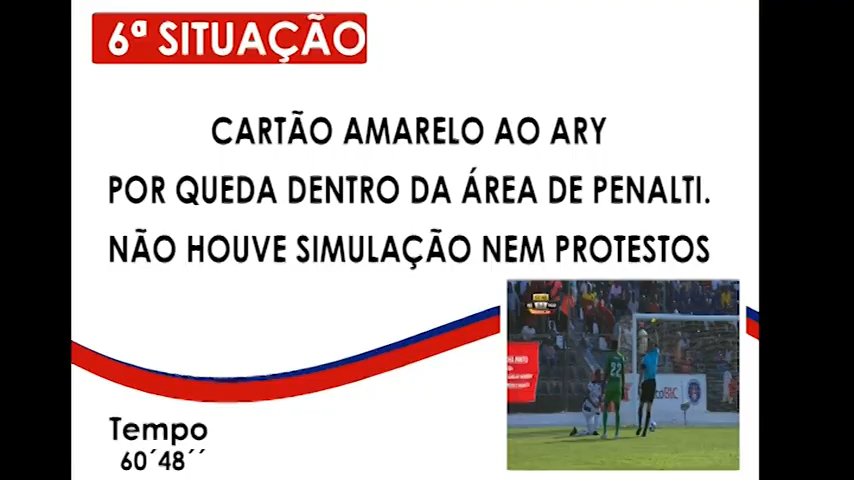 6ª SITUAÇÃO
CARTÃO AMARELO AO ARY
POR QUEDA DENTRO DA ÁREA DE PENALTI.
NÃO HOUVE SIMULAÇÃO NEM PROTESTOS
22
Tempo
60´48´´